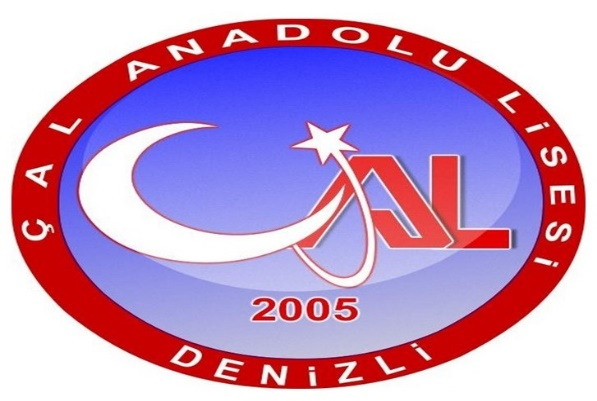 ÇAL ANADOLU LİSESİ
AL
2005
DENİZLİ